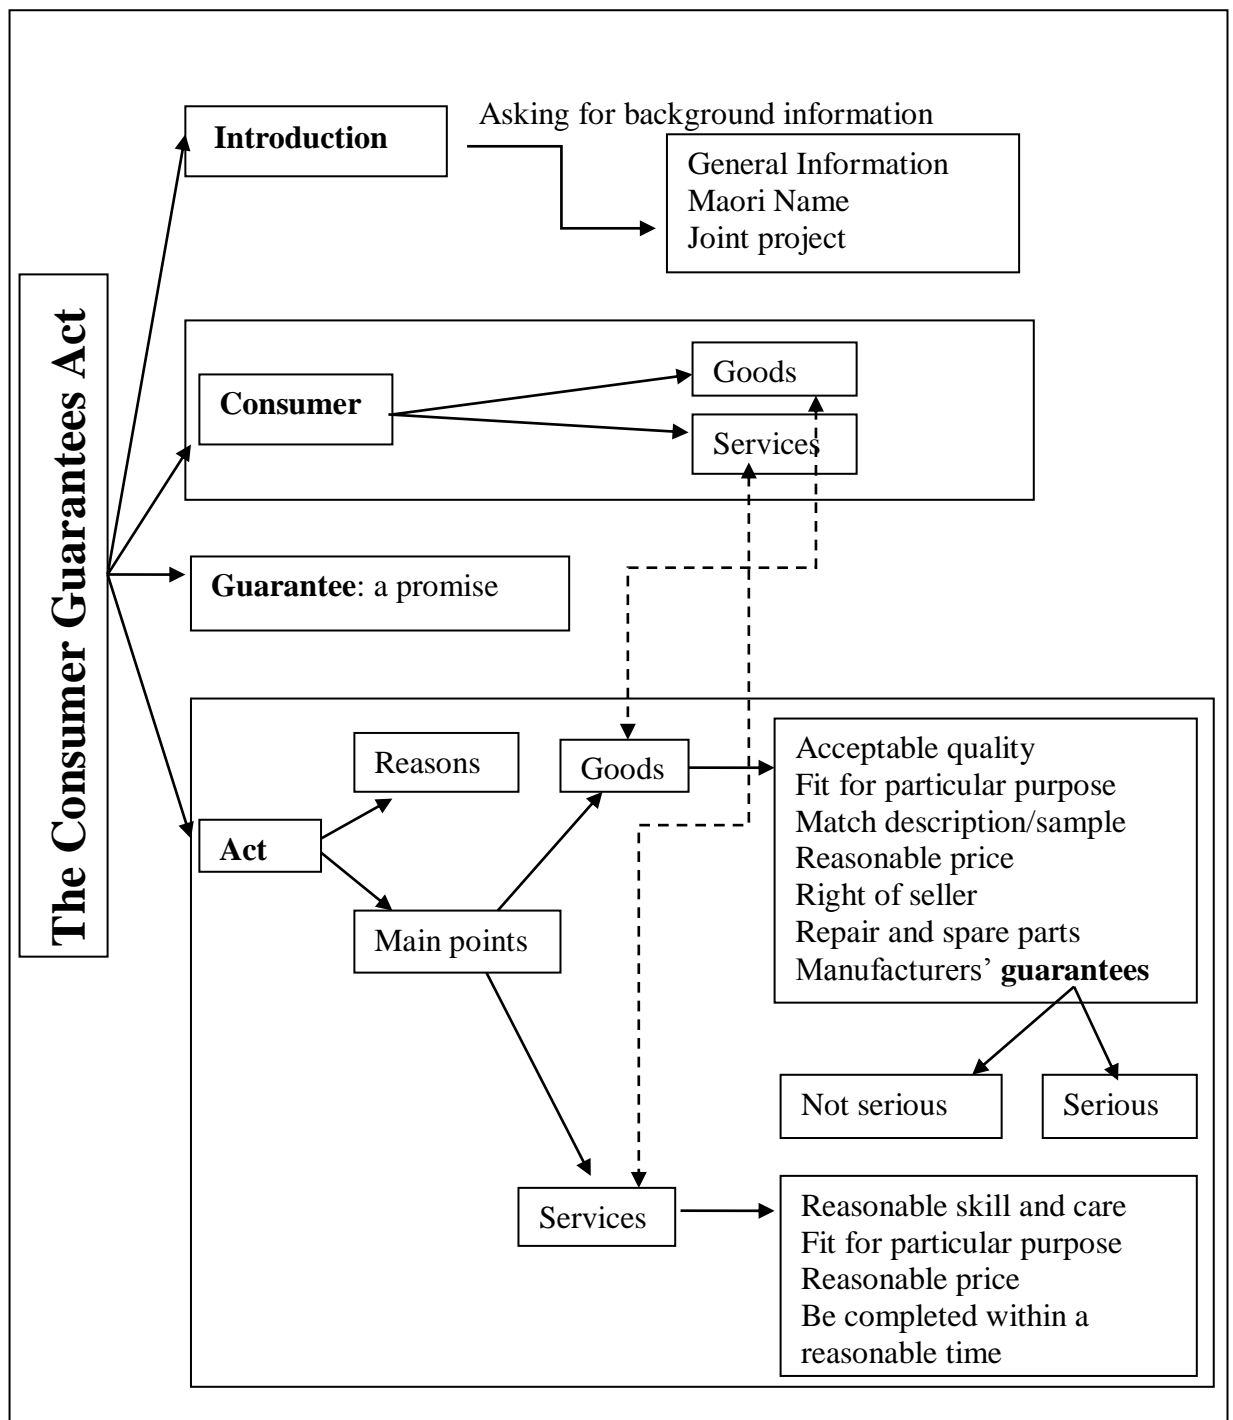 The Consumer Guarantees Act
Introduction
Asking for background information
General Information
Maori Name
Joint project
Consumer
Goods
Services
Guarantee: a promise
Act
Reasons
Main points
Goods
Acceptable quality
Fit for particular purpose
Match description/sample
Reasonable price
Right of seller
Repair and spare parts
Manufacturers’ guarantees
Not serious
Serious
Services
Reasonable skill and care
Fit for particular purpose
Reasonable price
Be completed within a
reasonable time